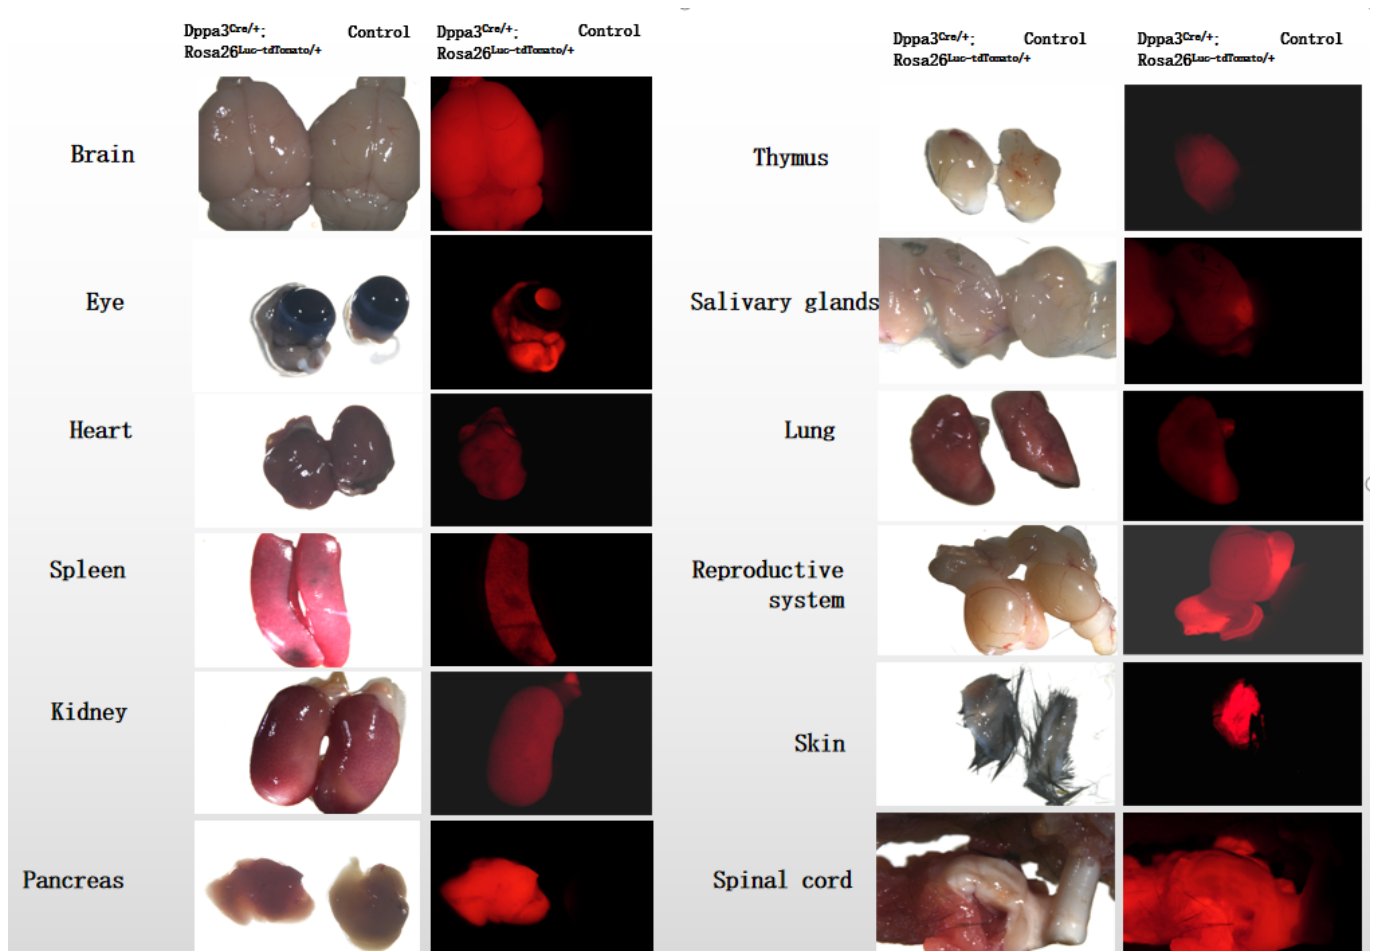 Dppa3Cre/+: Control Dppa3Cre/+: Control
Rosa26Luc-tdTomato/+ Rosa26Luc-tdTomato/+
Brain
Eye
Heart
Spleen
Kidney
Pancreas
Dppa3Cre/+: Control Dppa3Cre/+: Control
Rosa26Luc-tdTomato/+ Rosa26Luc-tdTomato/+
Thymus
Salivary glands
Lung
Reproductive
system
Skin
Spinal cord